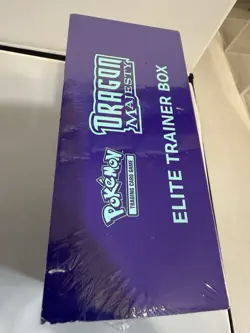 DRAGON
MAJESTY
POKéMON
TRADING CARD GAME
ELITE TRAINER BOX